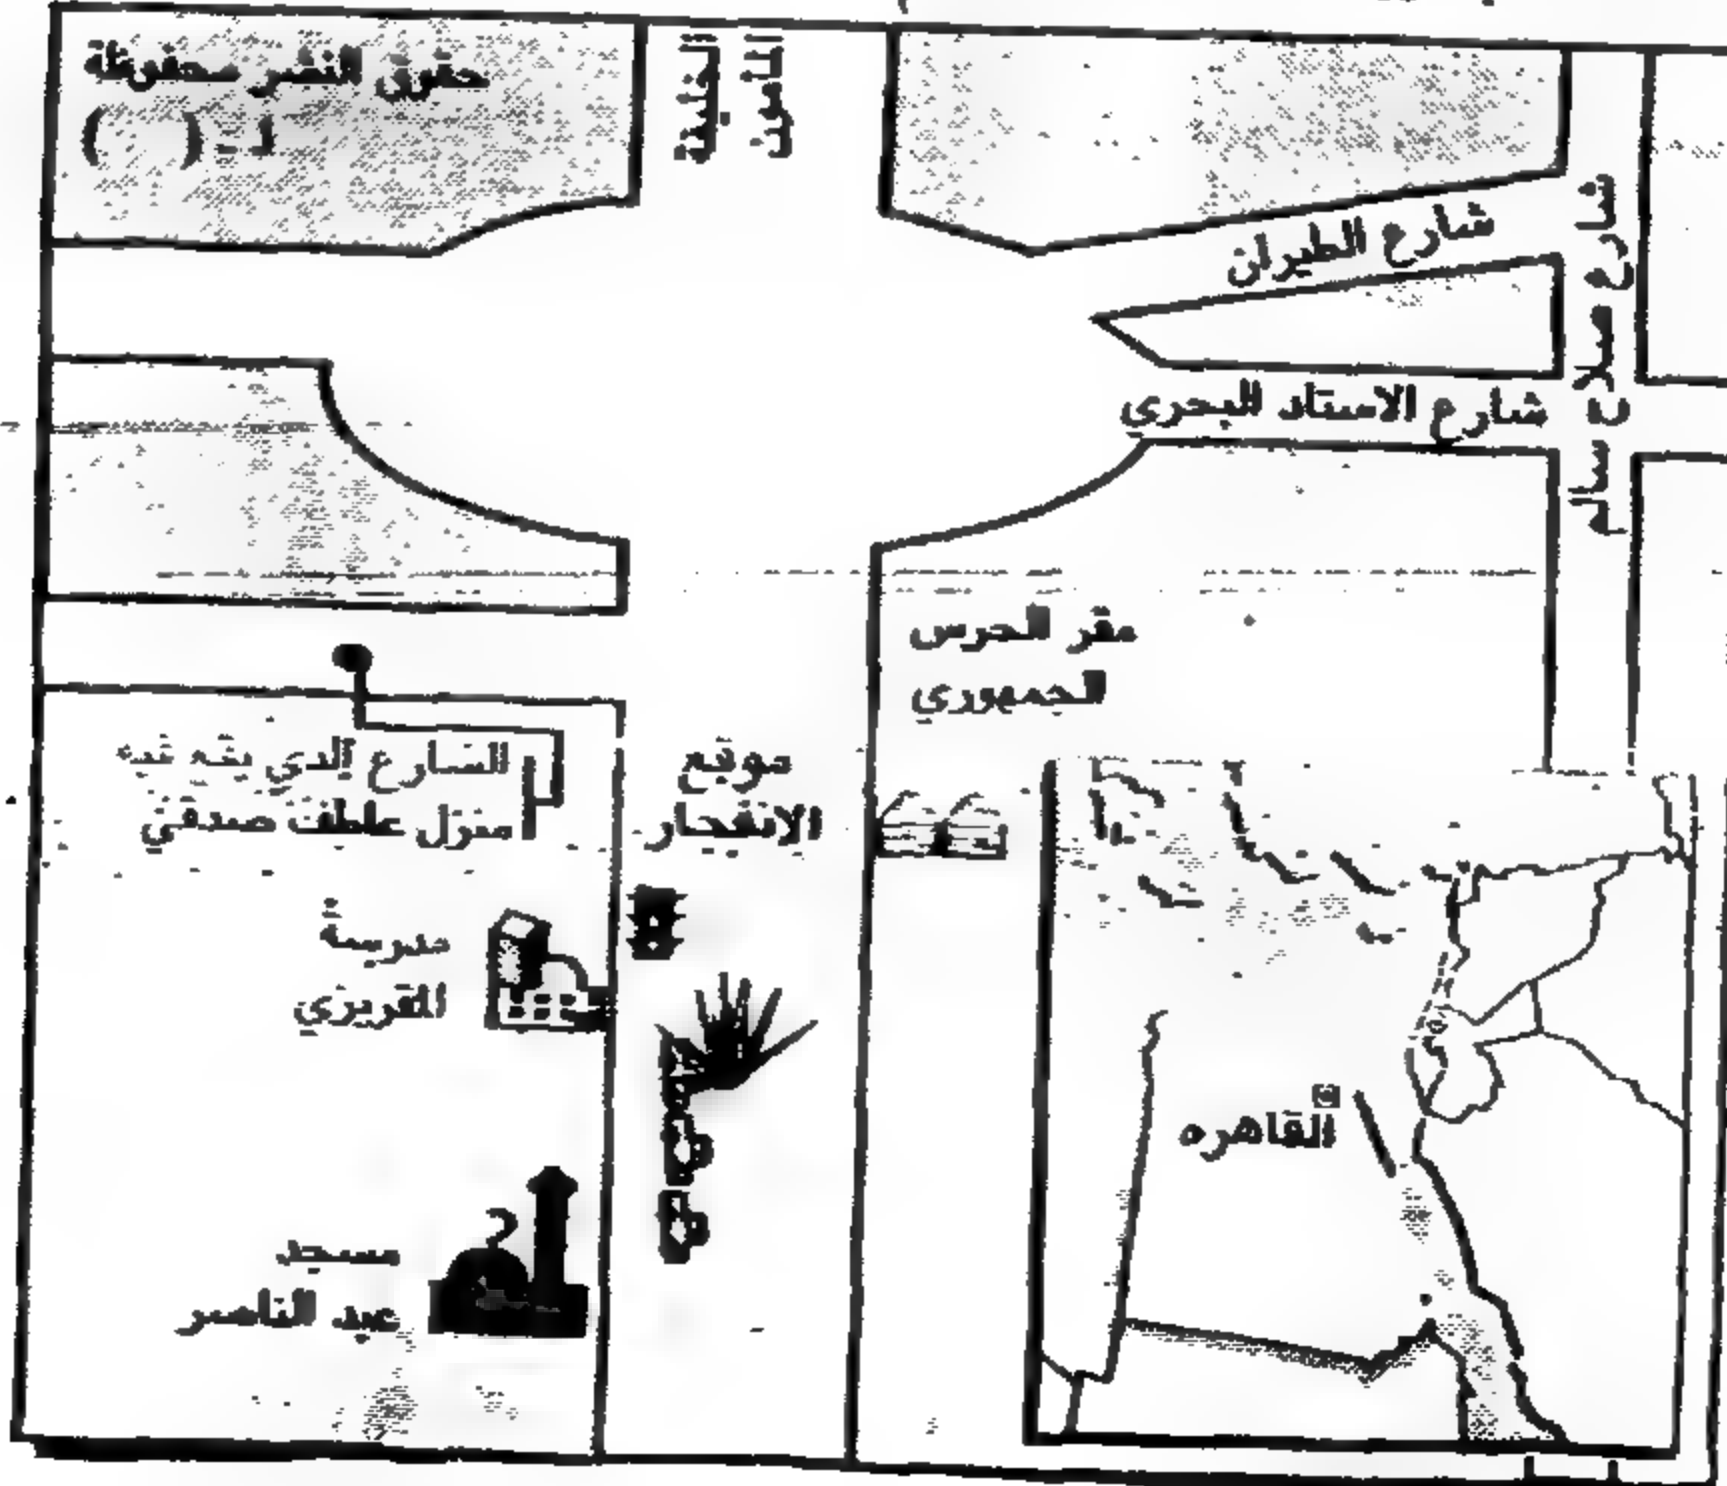 حقوق النشر محفوظة
لـ ( )
الخليفة
المأمون
شارع الطيران
شارع صلاح سالم
شارع الاستاد البحري
مقر الحرس
الجمهوري
الشارع الذي يقع فيه
منزل عاطف صدقي
موقع
الانفجار
مدرسة
المقريزي
القاهره
مسجد
عبد الناصر